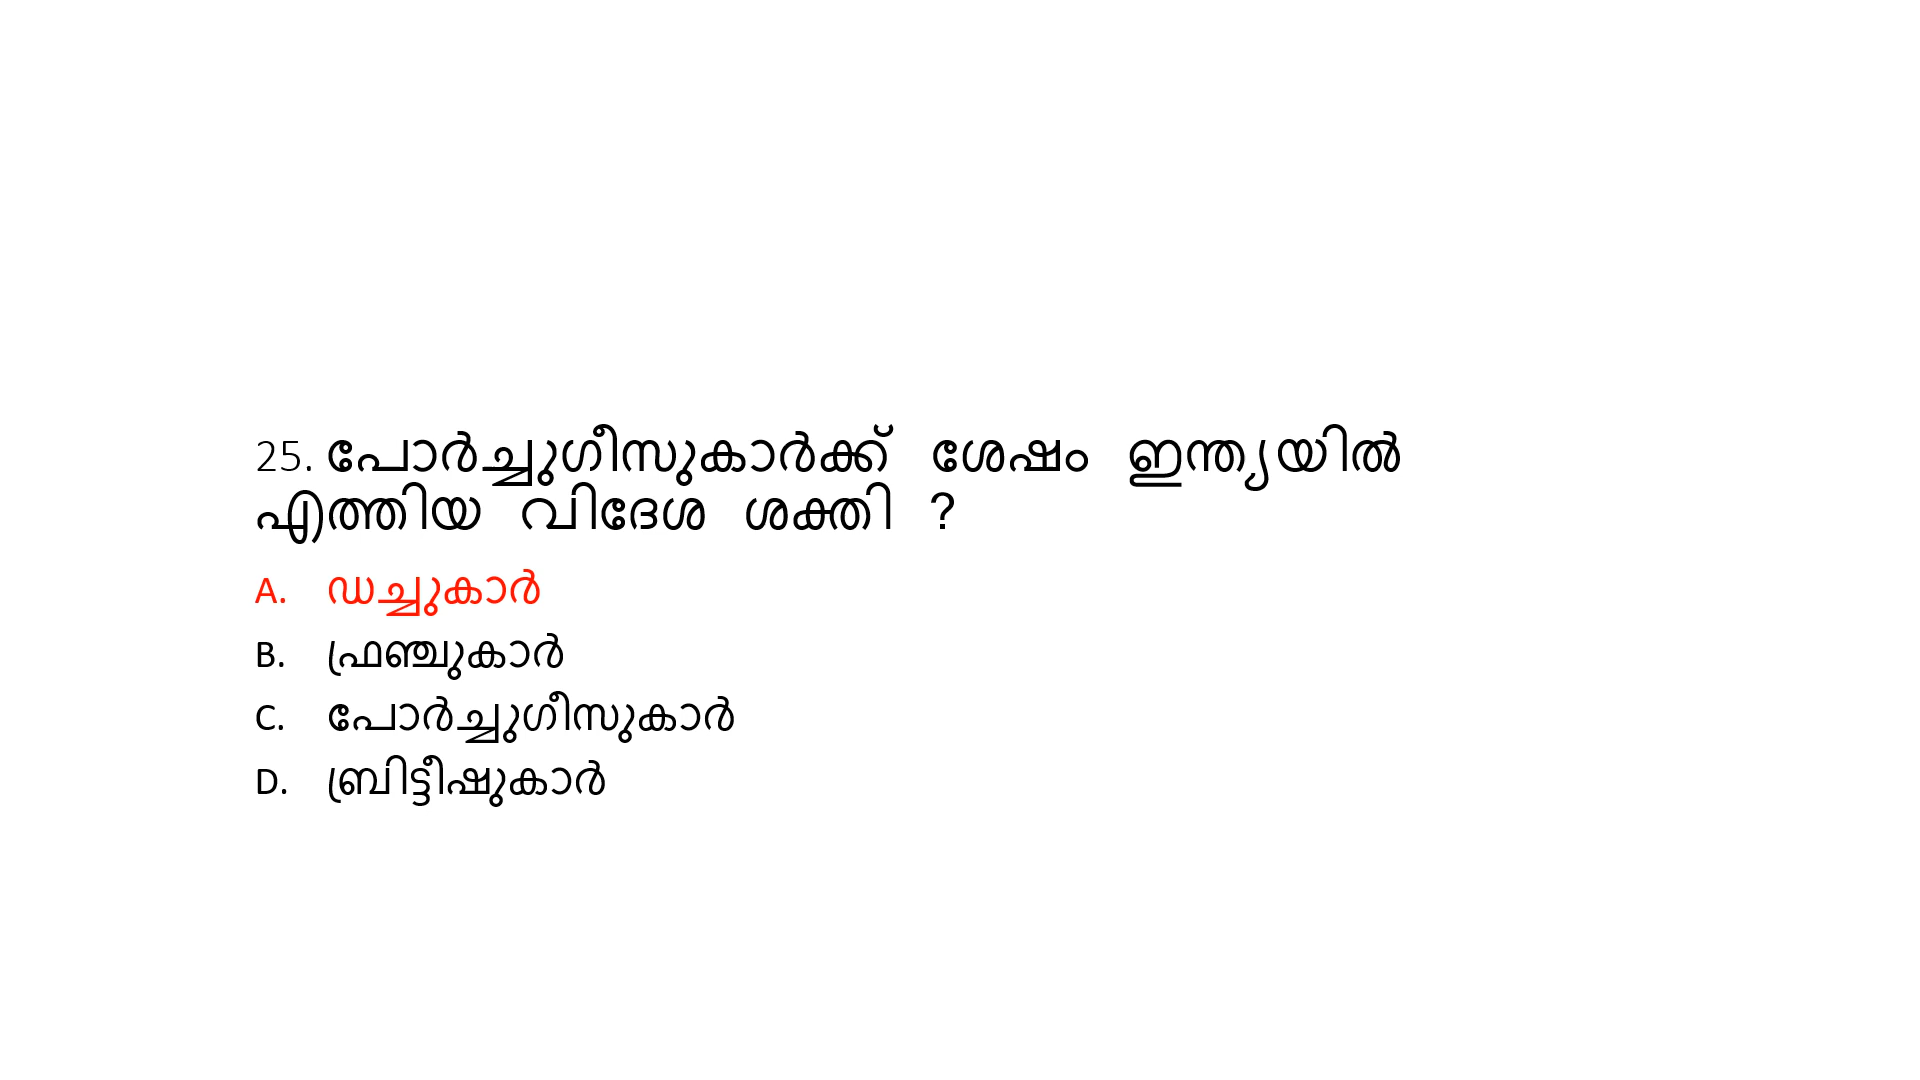 25. പോർച്ചുഗീസുകാർക്ക് ശേഷം ഇന്ത്യയിൽ
എത്തിയ വിദേശ ശക്തി ?
A. ഡച്ചുകാർ
B. ഫ്രഞ്ചുകാർ
C. പോർച്ചുഗീസുകാർ
D. ബ്രിട്ടീഷുകാർ